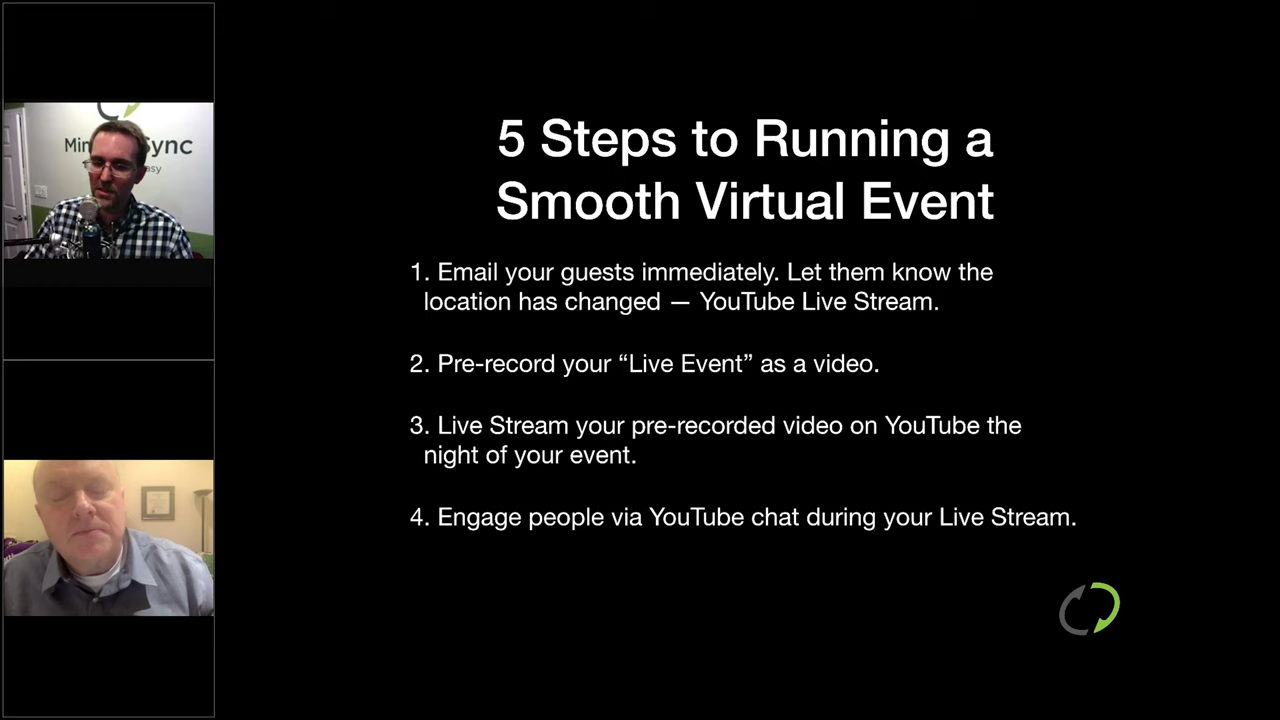 Min Sync
asy
5 Steps to Running a
Smooth Virtual Event
1. Email your guests immediately. Let them know the
location has changed — YouTube Live Stream.
2. Pre-record your “Live Event” as a video.
3. Live Stream your pre-recorded video on YouTube the
night of your event.
4. Engage people via YouTube chat during your Live Stream.